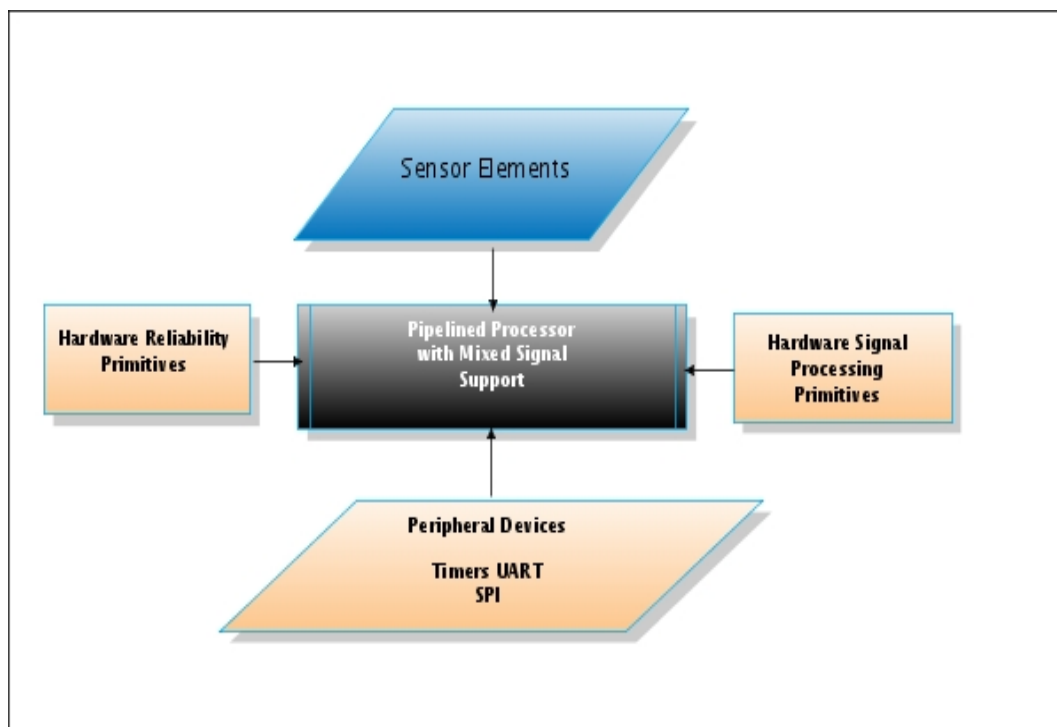 Sensor Elements
Hardware Reliability
Primitives
Pipelined Processor
with Mixed Signal
Support
Hardware Signal
Processing
Primitives
Peripheral Devices
Timers UART
SPI